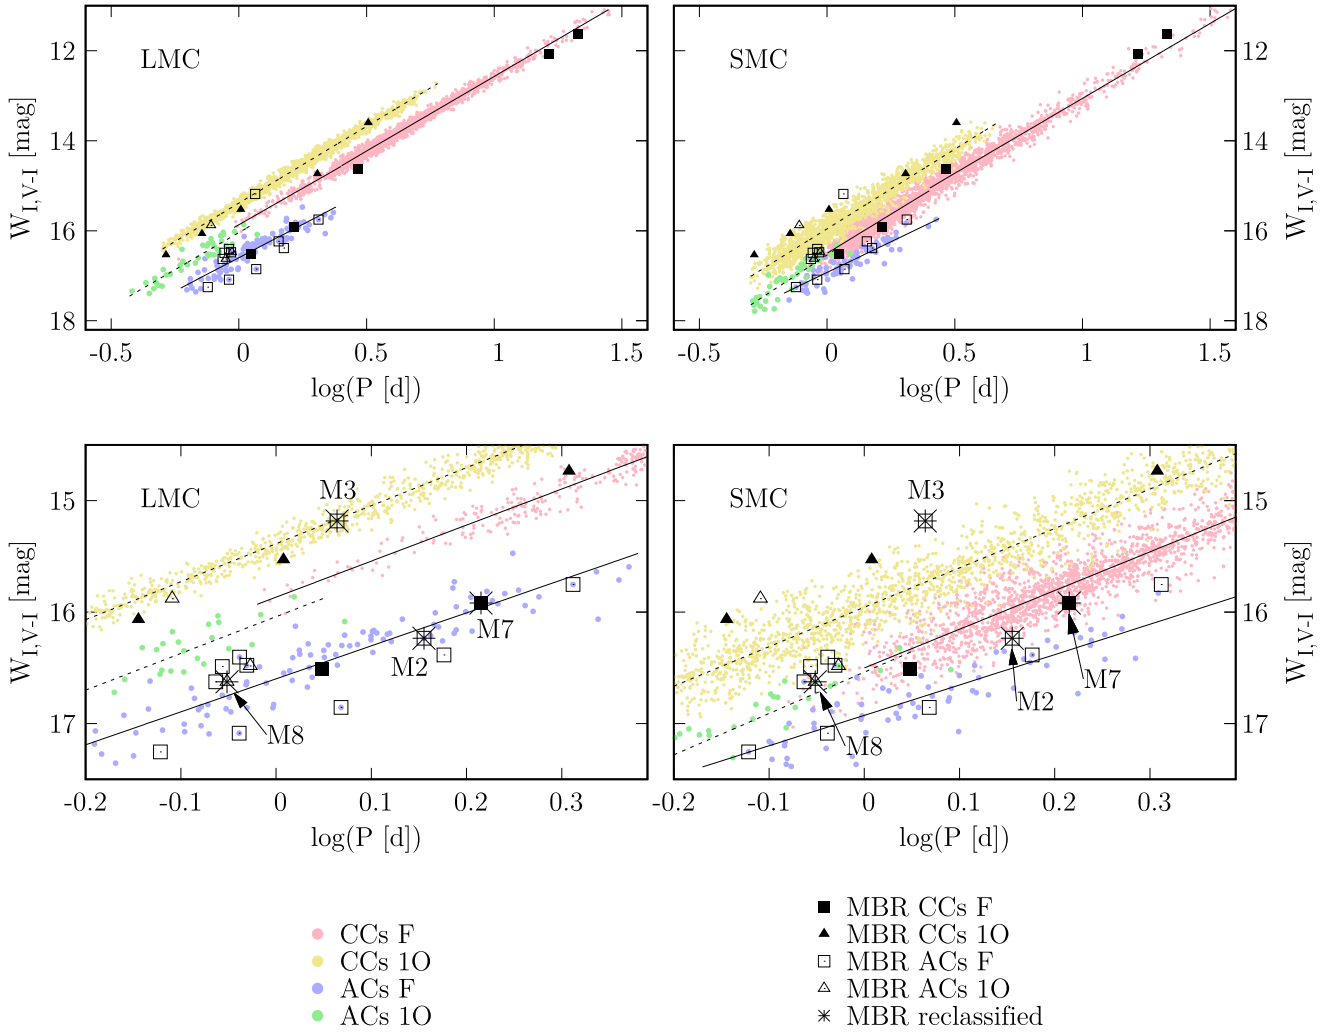 LMC
SMC
12
14
16
18
12
14
16
18
W_I,V-I [mag]
W_I,V-I [mag]
-0.5 0 0.5 1 1.5
-0.5 0 0.5 1 1.5
log(P [d])
log(P [d])
LMC
M3
M7
M2
M8
SMC
M3
M7
M2
M8
15
16
17
15
16
17
W_I,V-I [mag]
W_I,V-I [mag]
-0.2 -0.1 0 0.1 0.2 0.3
-0.2 -0.1 0 0.1 0.2 0.3
log(P [d])
log(P [d])
CCs F
CCs 1O
ACs F
ACs 1O
MBR CCs F
MBR CCs 1O
MBR ACs F
MBR ACs 1O
MBR reclassified